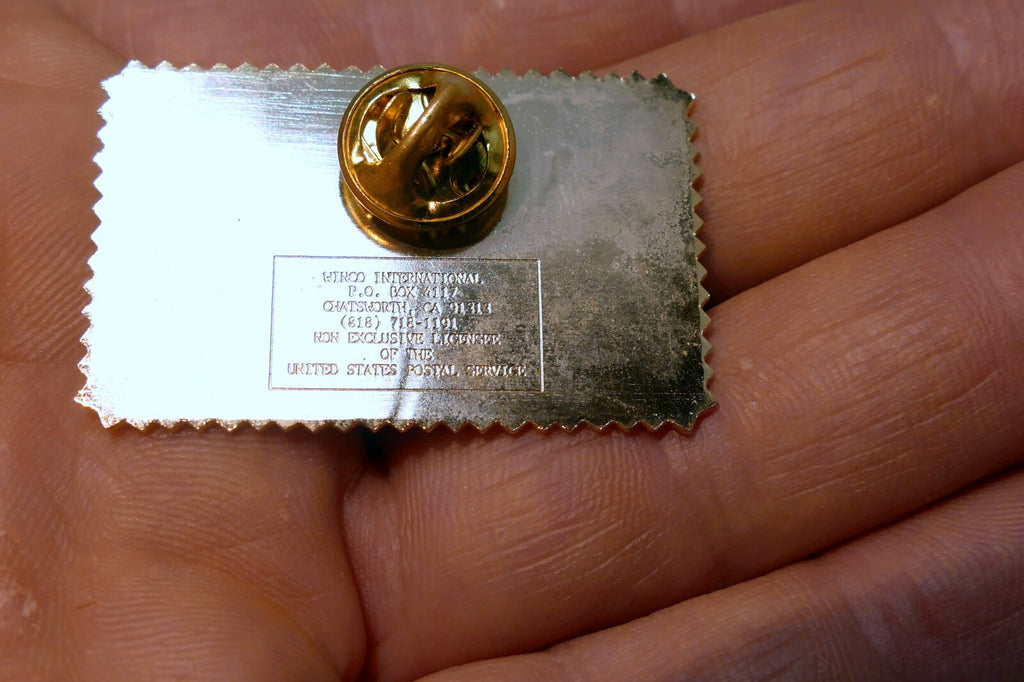 WINCO INTERNATIONAL
P.O. BOX 4117
CHATSWORTH, CA 91313
(818) 718-1191
NON EXCLUSIVE LICENSEE
OF THE
UNITED STATES POSTAL SERVICE